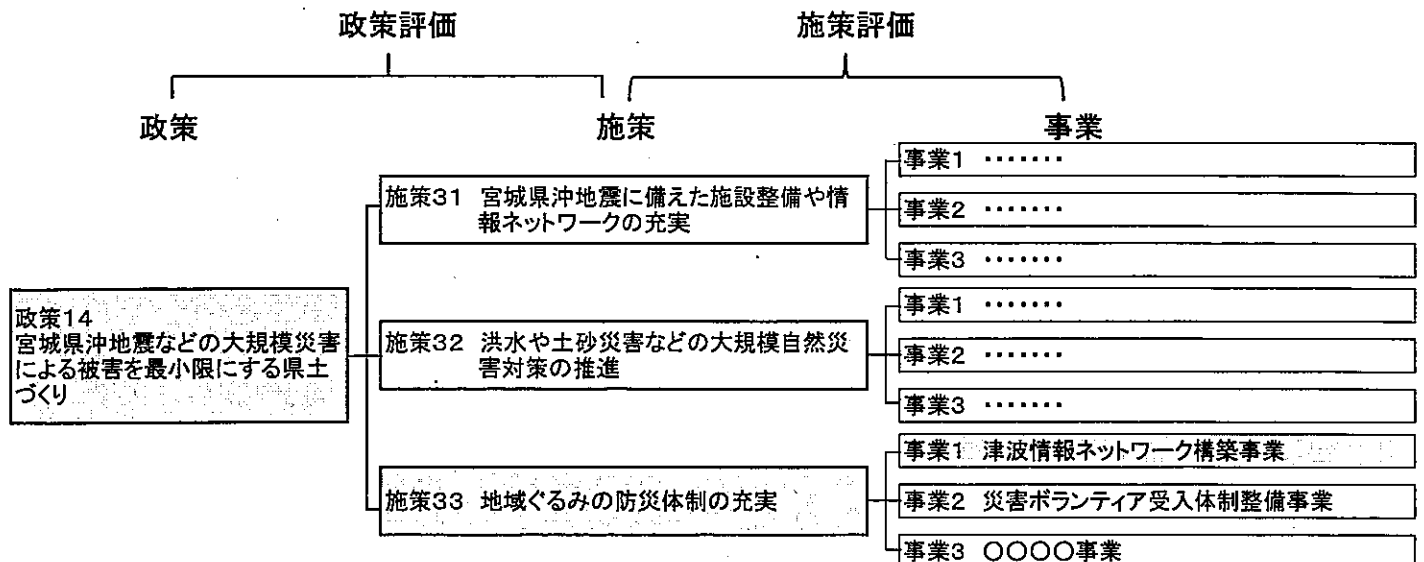 政策評価
施策評価
政策
施策
事業
政策14
宮城県沖地震などの大規模災害
による被害を最小限にする県土
づくり
施策31 宮城県沖地震に備えた施設整備や情
報ネットワークの充実
事業1 ・・・・・・・
事業2 ・・・・・・・
事業3 ・・・・・・・
施策32 洪水や土砂災害などの大規模自然災
害対策の推進
事業1 ・・・・・・・
事業2 ・・・・・・・
事業3 ・・・・・・・
施策33 地域ぐるみの防災体制の充実
事業1 津波情報ネットワーク構築事業
事業2 災害ボランティア受入体制整備事業
事業3 〇〇〇〇事業